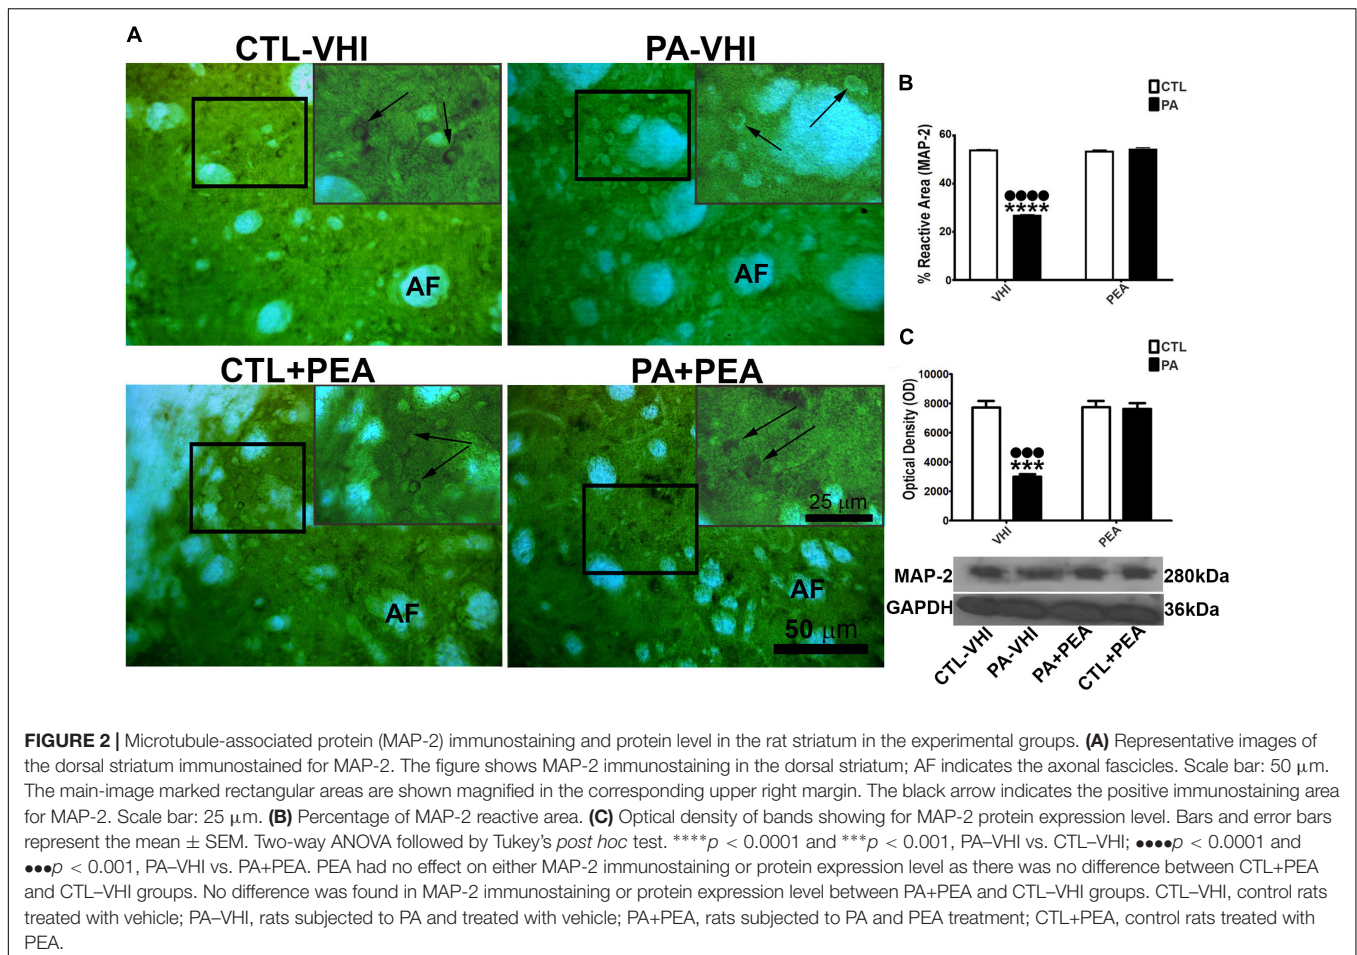 A
CTL-VHI
PA-VHI
AF
AF
CTL+PEA
PA+PEA
25 μm
AF
AF
50 μm
B
CTL
PA
% Reactive Area (MAP-2)
60
40
20
0
●●●●
****
VHI
PEA
C
CTL
PA
Optical Density (OD)
10000
8000
6000
4000
2000
0
●●●
***
VHI
PEA
MAP-2
280kDa
GAPDH
36kDa
CTL-VHI
PA-VHI
PA+PEA
CTL+PEA
FIGURE 2 | Microtubule-associated protein (MAP-2) immunostaining and protein level in the rat striatum in the experimental groups. (A) Representative images of
the dorsal striatum immunostained for MAP-2. The figure shows MAP-2 immunostaining in the dorsal striatum; AF indicates the axonal fascicles. Scale bar: 50 μm.
The main-image marked rectangular areas are shown magnified in the corresponding upper right margin. The black arrow indicates the positive immunostaining area
for MAP-2. Scale bar: 25 μm. (B) Percentage of MAP-2 reactive area. (C) Optical density of bands showing for MAP-2 protein expression level. Bars and error bars
represent the mean ± SEM. Two-way ANOVA followed by Tukey's post hoc test. ****p < 0.0001 and ***p < 0.001, PA–VHI vs. CTL–VHI; ●●●●p < 0.0001 and
●●●p < 0.001, PA–VHI vs. PA+PEA. PEA had no effect on either MAP-2 immunostaining or protein expression level as there was no difference between CTL+PEA
and CTL–VHI groups. No difference was found in MAP-2 immunostaining or protein expression level between PA+PEA and CTL–VHI groups. CTL–VHI, control rats
treated with vehicle; PA–VHI, rats subjected to PA and treated with vehicle; PA+PEA, rats subjected to PA and PEA treatment; CTL+PEA, control rats treated with
PEA.